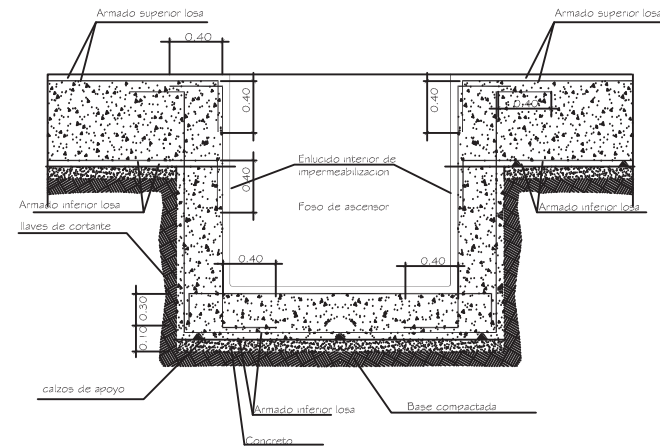 Armado superior losa
Armado superior losa
0.40
0.40
0.40
0.40
Enlucido interior de
impermeabilizacion
0.40
Foso de ascensor
Armado inferior losa
Armado inferior losa
llaves de cortante
0.40
0.40
0.30
0.10
calzos de apoyo
Armado inferior losa
Base compactada
Concreto